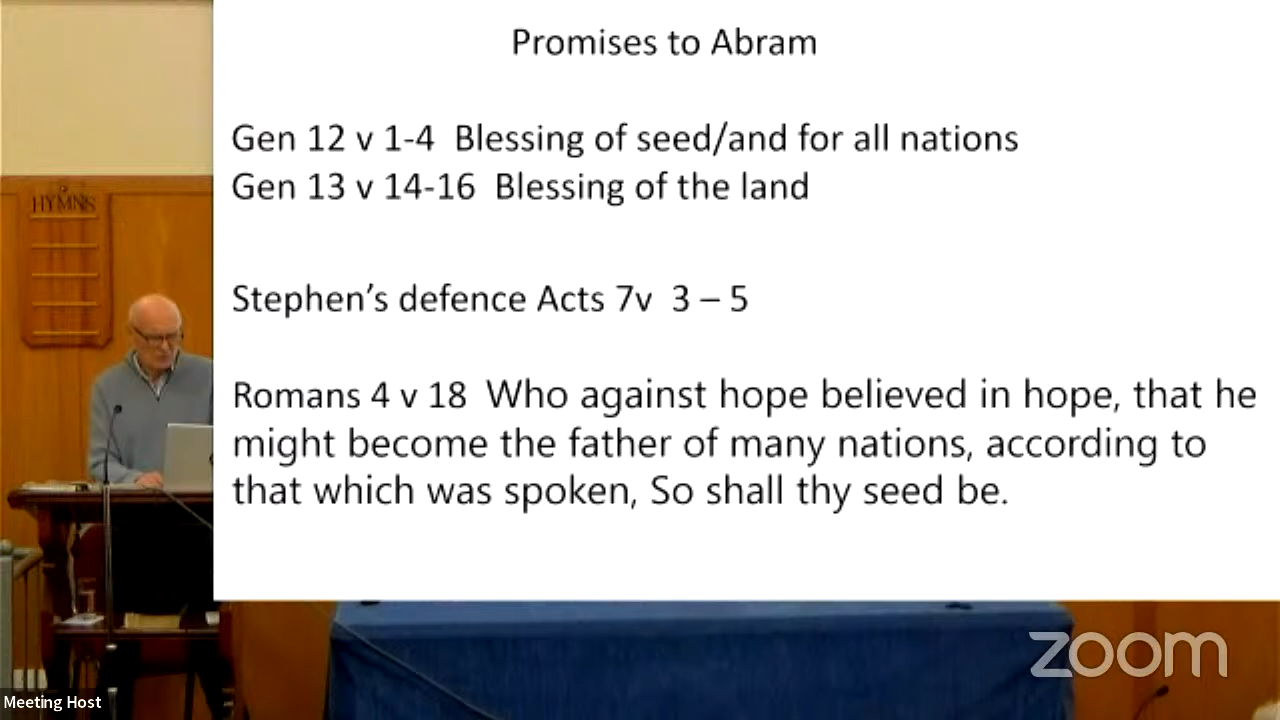 Promises to Abram
Gen 12 v 1-4 Blessing of seed/and for all nations
Gen 13 v 14-16 Blessing of the land
Stephen's defence Acts 7v 3 – 5
Romans 4 v 18 Who against hope believed in hope, that he
might become the father of many nations, according to
that which was spoken, So shall thy seed be.
HYMNS
zoom
Meeting Host